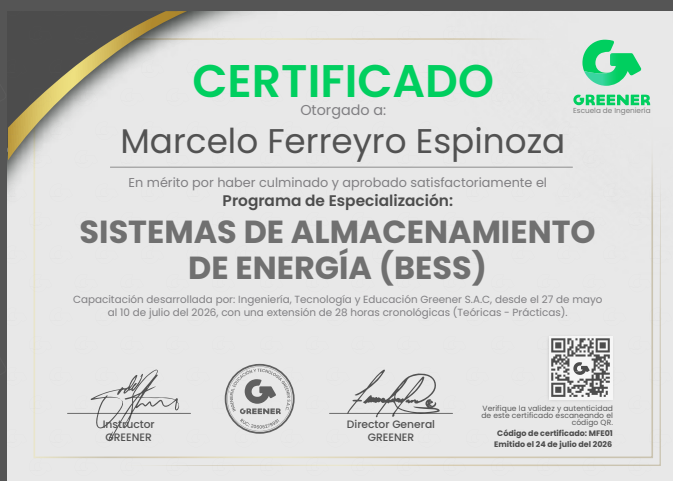 CERTIFICADO
Otorgado a:
GREENER
Escuela de Ingeniería
Marcelo Ferreyro Espinoza
En mérito por haber culminado y aprobado satisfactoriamente el
Programa de Especialización:
SISTEMAS DE ALMACENAMIENTO
DE ENERGÍA (BESS)
Capacitación desarrollada por: Ingeniería, Tecnología y Educación Greener S.A.C, desde el 27 de mayo
al 10 de julio del 2026, con una extensión de 28 horas cronológicas (Teóricas - Prácticas).
Instructor
GREENER
GREENER
Director General
GREENER
Verifique la validez y autenticidad
de este certificado escaneando el
código QR.
Código de certificado: MFE01
Emitido el 24 de julio del 2026